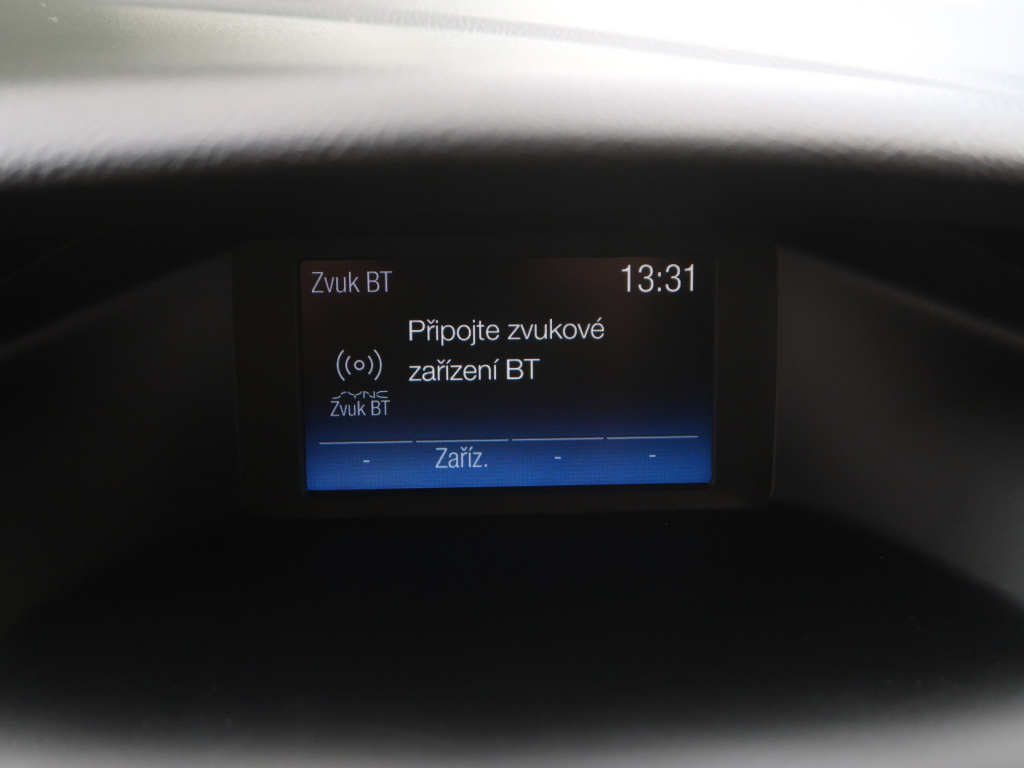 Zvuk BT
13:31
Připojte zvukové
zařízení BT
SYNC
Zvuk BT
- Zaříz. - -